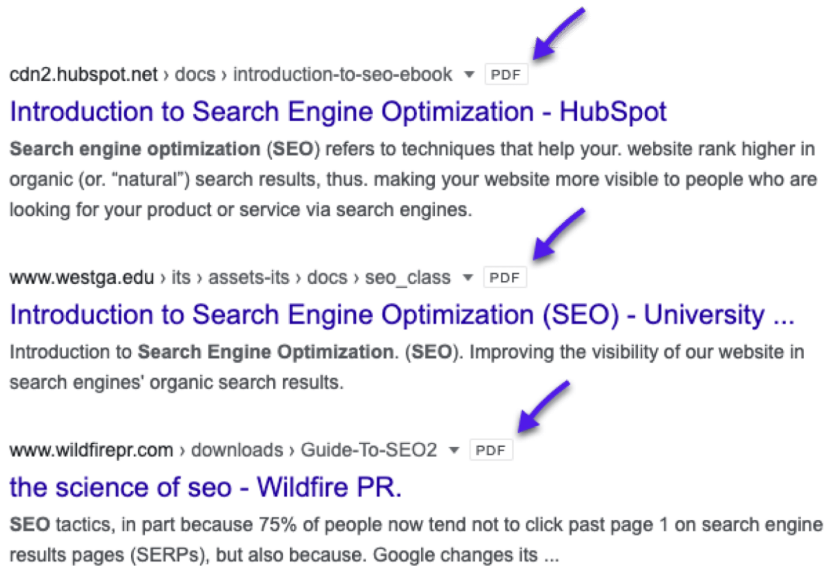 cdn2.hubspot.net › docs › introduction-to-seo-ebook ▼ PDF
Introduction to Search Engine Optimization - HubSpot
Search engine optimization (SEO) refers to techniques that help your. website rank higher in
organic (or. “natural”) search results, thus. making your website more visible to people who are
looking for your product or service via search engines.
www.westga.edu › its › assets-its › docs › seo_class ▼ PDF
Introduction to Search Engine Optimization (SEO) - University ...
Introduction to Search Engine Optimization. (SEO). Improving the visibility of our website in
search engines' organic search results.
www.wildfirepr.com › downloads › Guide-To-SEO2 ▼ PDF
the science of seo - Wildfire PR.
SEO tactics, in part because 75% of people now tend not to click past page 1 on search engine
results pages (SERPs), but also because. Google changes its ...